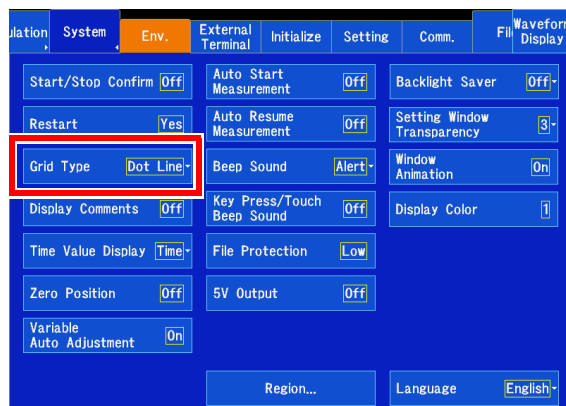 ulation
System
Env.
External
Terminal
Initialize
Setting
Comm.
Fil
Waveform
Display
Start/Stop Confirm Off
Auto Start
Measurement Off
Backlight Saver Off
Restart Yes
Auto Resume
Measurement Off
Setting Window
Transparency 3
Grid Type Dot Line
Beep Sound Alert
Window
Animation On
Display Comments Off
Key Press/Touch
Beep Sound Off
Display Color 1
Time Value Display Time
File Protection Low
Zero Position Off
5V Output Off
Variable
Auto Adjustment On
Region...
Language English